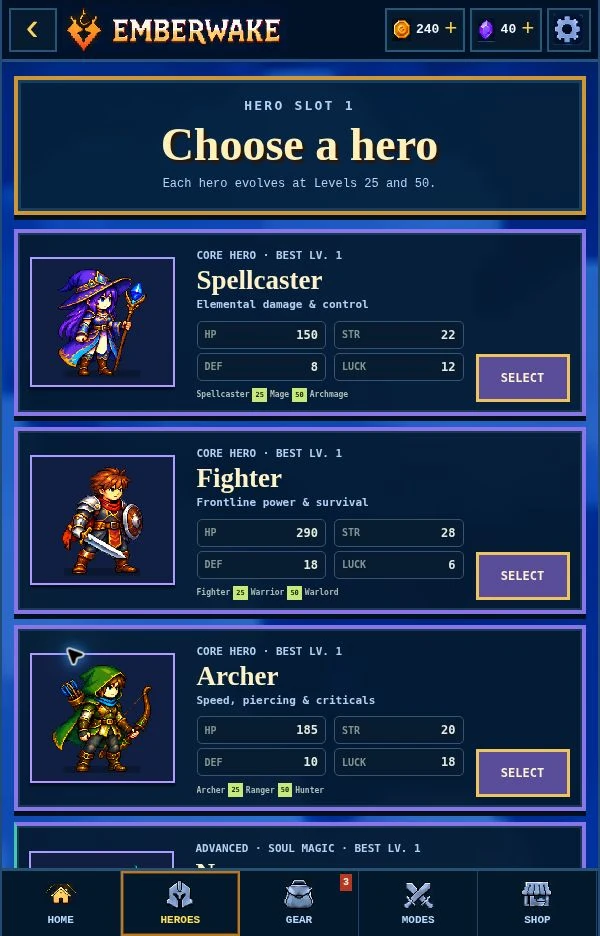 EMBERWAKE
240 +
40 +
HERO SLOT 1
Choose a hero
Each hero evolves at Levels 25 and 50.
CORE HERO · BEST LV. 1
Spellcaster
Elemental damage & control
HP 150
STR 22
DEF 8
LUCK 12
Spellcaster 25 Mage 50 Archmage
SELECT
CORE HERO · BEST LV. 1
Fighter
Frontline power & survival
HP 290
STR 28
DEF 18
LUCK 6
Fighter 25 Warrior 50 Warlord
SELECT
CORE HERO · BEST LV. 1
Archer
Speed, piercing & criticals
HP 185
STR 20
DEF 10
LUCK 18
Archer 25 Ranger 50 Hunter
SELECT
ADVANCED · SOUL MAGIC · BEST LV. 1
HOME
HEROES
GEAR
3
MODES
SHOP